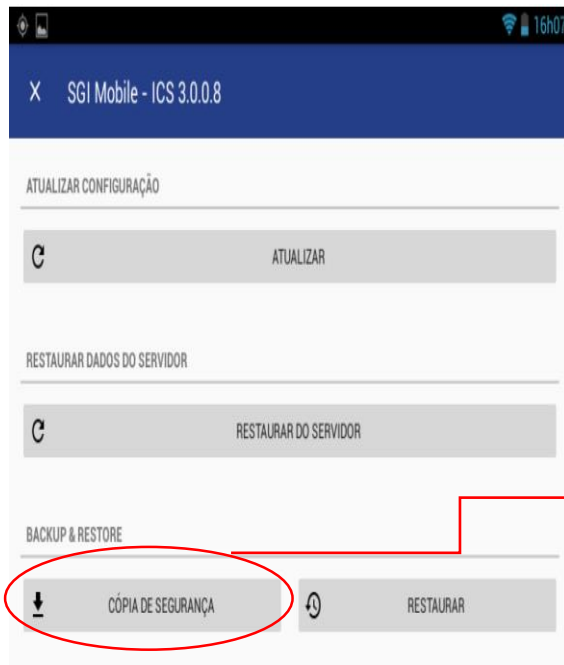 16h07
SGI Mobile - ICS 3.0.0.8
ATUALIZAR CONFIGURAÇÃO
ATUALIZAR
RESTAURAR DADOS DO SERVIDOR
RESTAURAR DO SERVIDOR
BACKUP & RESTORE
CÓPIA DE SEGURANÇA
RESTAURAR